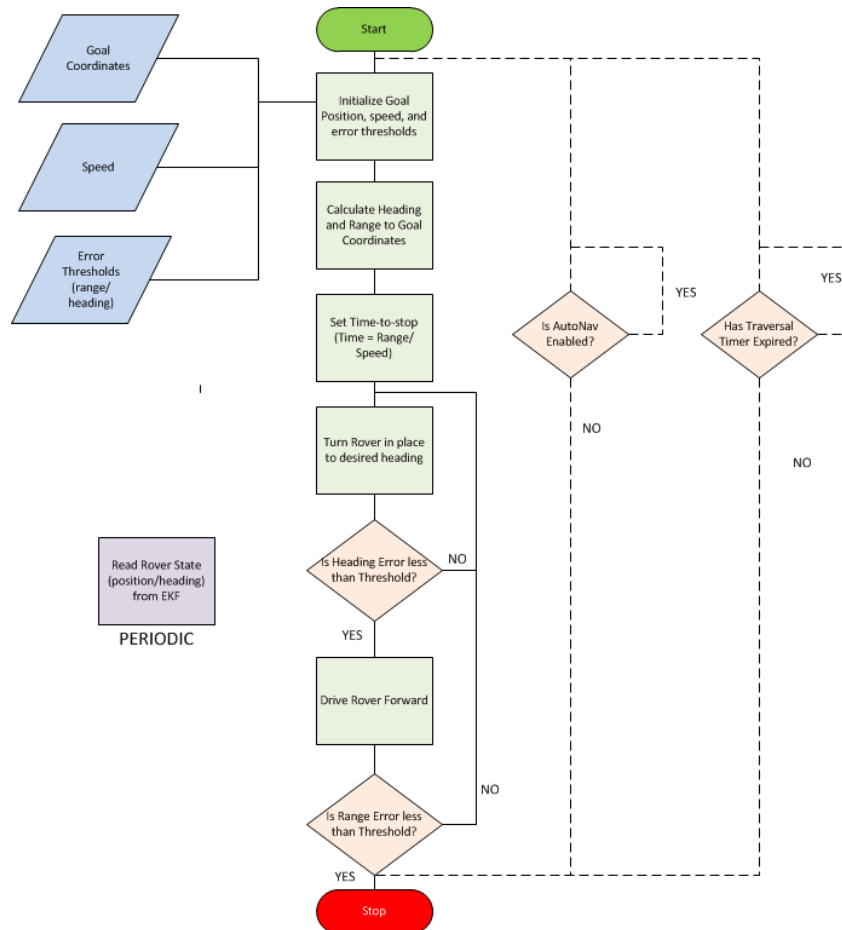 Start
Goal
Coordinates
Initialize Goal
Position, speed, and
error thresholds
Speed
Calculate Heading
and Range to Goal
Coordinates
Error
Thresholds
(range/
heading)
Set Time-to-stop
(Time = Range/
Speed)
Is AutoNav
Enabled?
YES
NO
Has Traversal
Timer Expired?
YES
NO
Turn Rover in place
to desired heading
Is Heading Error less
than Threshold?
NO
YES
Read Rover State
(position/heading)
from EKF
PERIODIC
Drive Rover Forward
Is Range Error less
than Threshold?
NO
YES
Stop